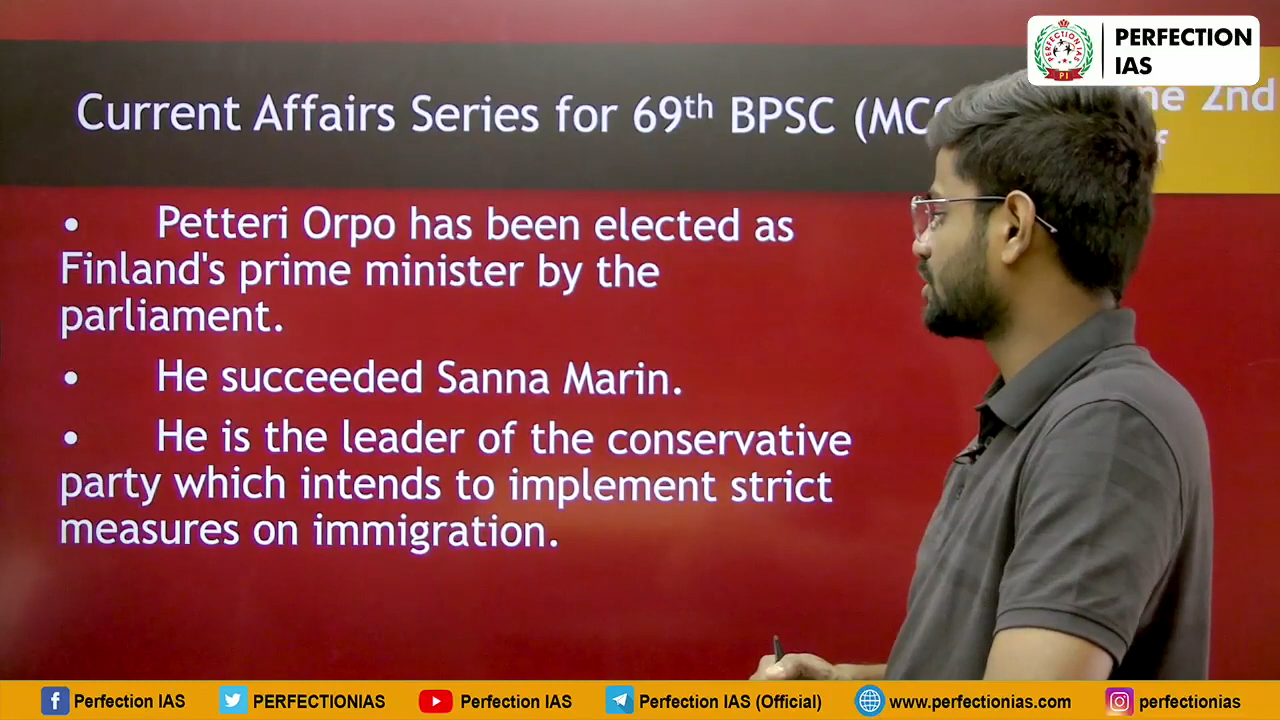 PERFECTION
IAS
Current Affairs Series for 69th BPSC (MC
2nd
• Petteri Orpo has been elected as
Finland's prime minister by the
parliament.
• He succeeded Sanna Marin.
• He is the leader of the conservative
party which intends to implement strict
measures on immigration.
Perfection IAS
PERFECTIONIAS
Perfection IAS
Perfection IAS (Official)
www.perfectionias.com
perfectionias